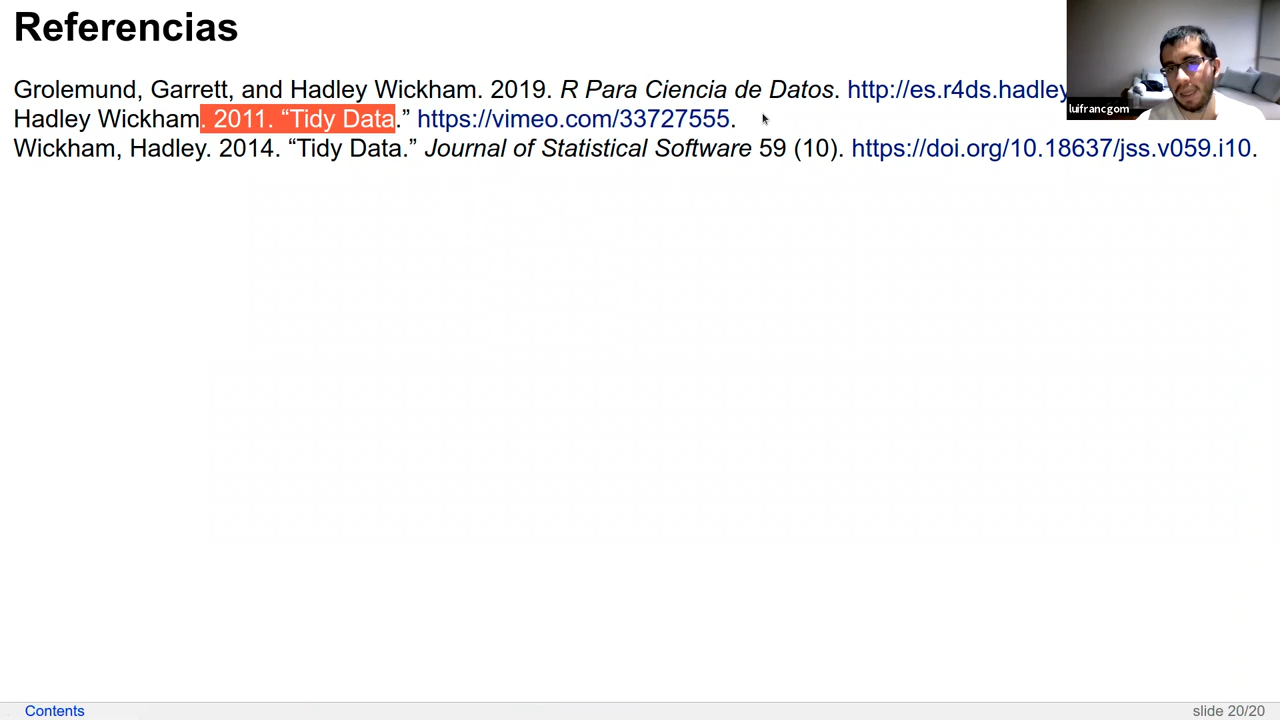 Referencias
Grolemund, Garrett, and Hadley Wickham. 2019. R Para Ciencia de Datos. http://es.r4ds.hadley
Hadley Wickham. 2011. “Tidy Data.” https://vimeo.com/33727555.
Wickham, Hadley. 2014. “Tidy Data.” Journal of Statistical Software 59 (10). https://doi.org/10.18637/jss.v059.i10.
luifrancgom
Contents
slide 20/20